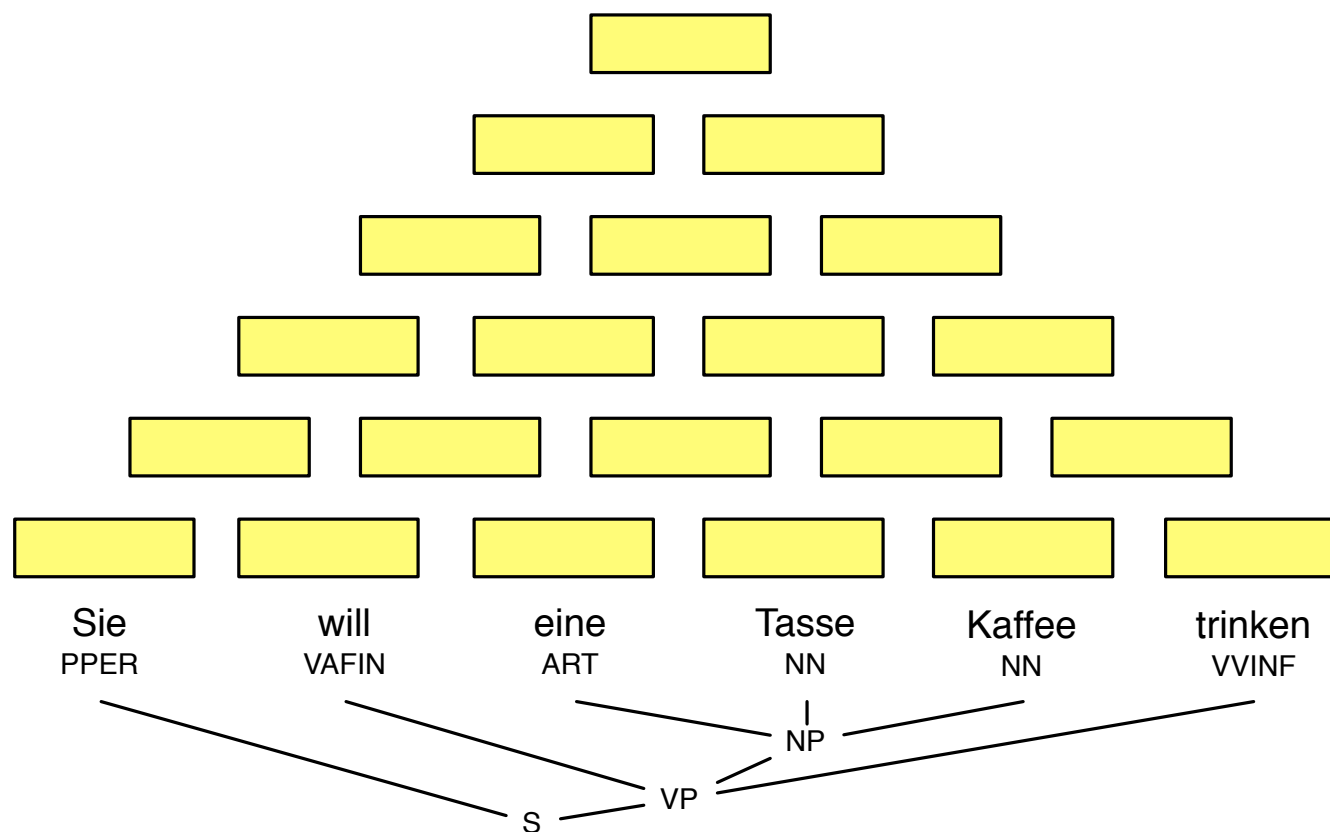 Sie will eine Tasse Kaffee trinken
PPER VAFIN ART NN NN VVINF
NP
VP
S